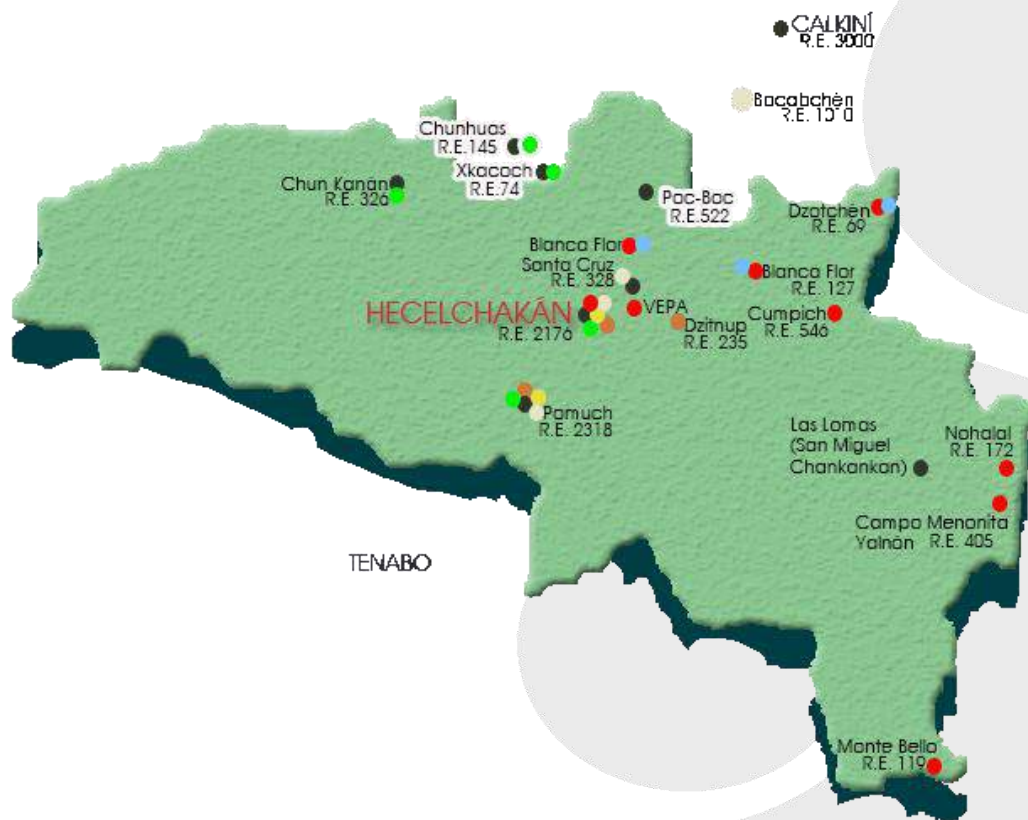 CALKINÍ
R.E. 3000
Bacabchén
R.E. 1010
Chunhuas
R.E.145
Xkacoch
R.E.74
Chun Kanán
R.E. 326
Pac-Boc
R.E.522
Dzotchén
R.E. 69
Blanca Flor
Santa Cruz
R.E. 328
Blanca Flor
R.E. 127
HECELCHAKÁN
R.E. 2176
VEPA
Dzitnup
R.E. 235
Cumpich
R.E. 546
Pomuch
R.E. 2318
Las Lomas
(San Miguel
Chankankan)
Nohalal
R.E. 172
Campo Menonita
Yalnón R.E. 405
TENABO
Monte Bello
R.E. 119